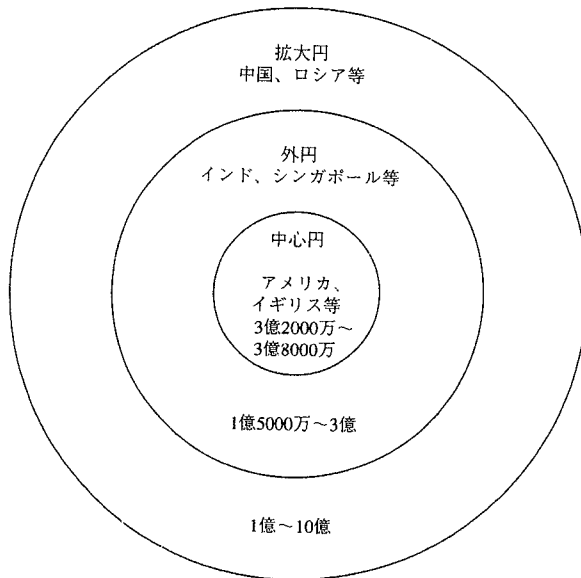 拡大円
中国、ロシア等
外円
インド、シンガポール等
中心円
アメリカ、
イギリス等
3億2000万～
3億8000万
1億5000万～3億
1億～10億